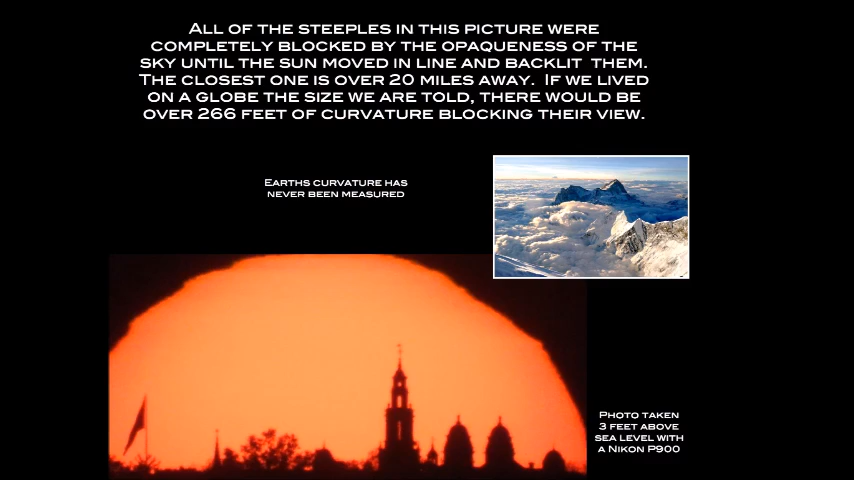 All of the steeples in this picture were
completely blocked by the opaqueness of the
sky until the sun moved in line and backlit them.
The closest one is over 20 miles away. If we lived
on a globe the size we are told, there would be
over 266 feet of curvature blocking their view.
Earths curvature has
never been measured
Photo taken
3 feet above
sea level with
a Nikon P900